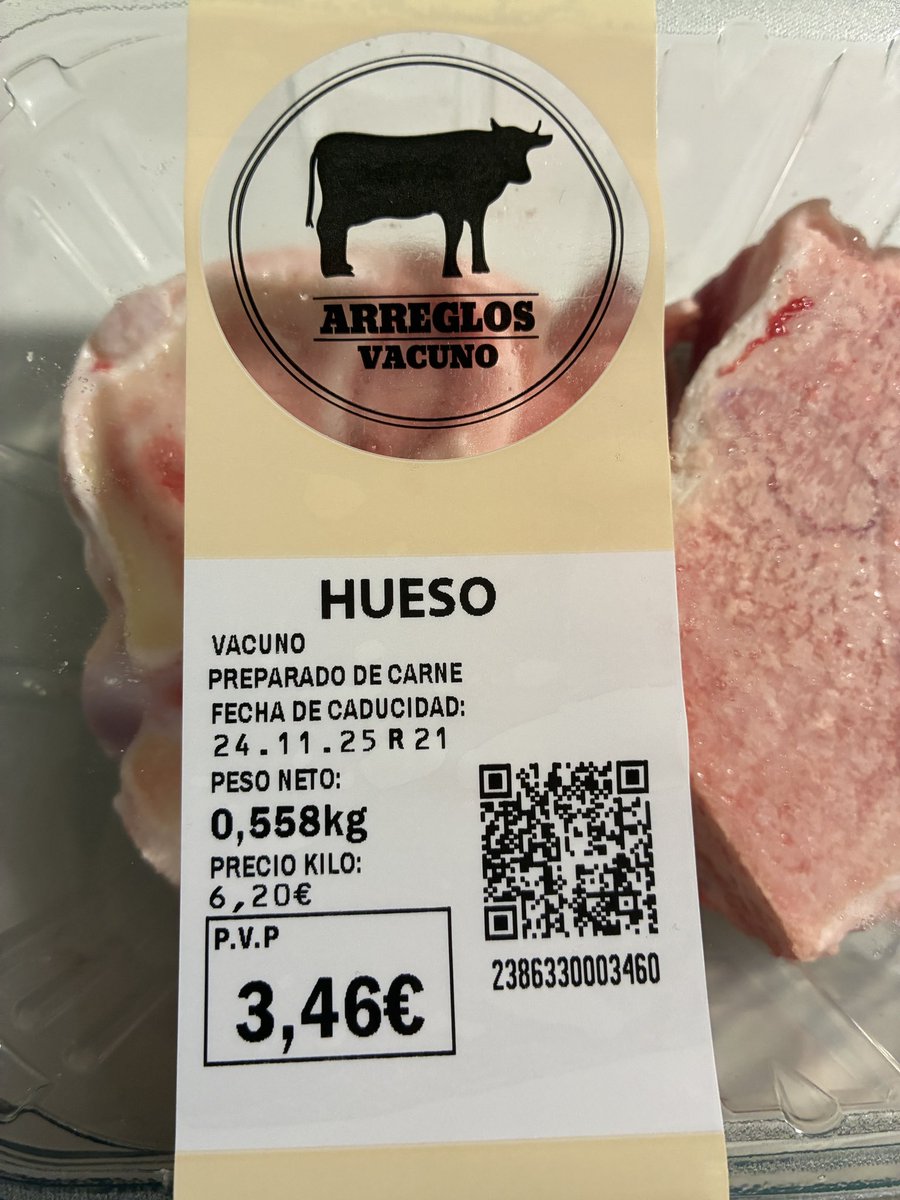 ARREGLOS
VACUNO
HUESO
VACUNO
PREPARADO DE CARNE
FECHA DE CADUCIDAD:
24.11.25 R 21
PESO NETO:
0,558kg
PRECIO KILO:
6,20€
P.V.P
3,46€
2386330003460